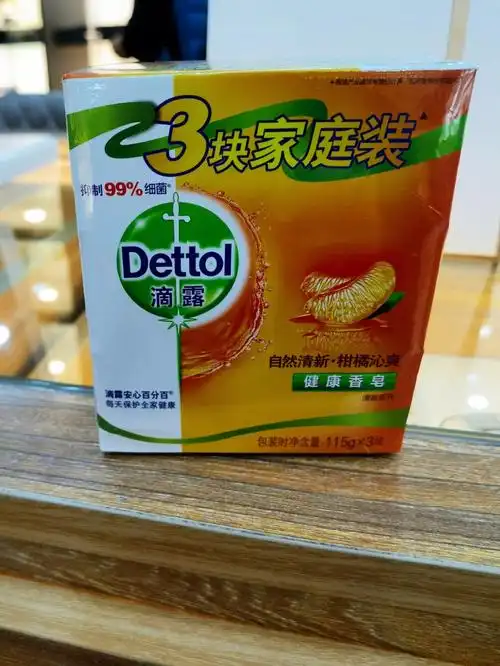 3块家庭装▲
抑制99%细菌*
Dettol
滴露
自然清新·柑橘沁爽
健康香皂
滴露安心百分百®
每天保护全家健康
包装时净含量:115g×3块